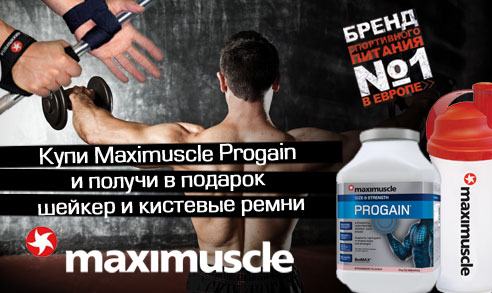 БРЕНД
СПОРТИВНОГО
ПИТАНИЯ
№1
В ЕВРОПЕ»
Купи Maximuscle Progain
и получи в подарок
шейкер и кистевые ремни
maximuscle
maximuscle
SIZE & STRENGTH
PROGAIN
maximuscle